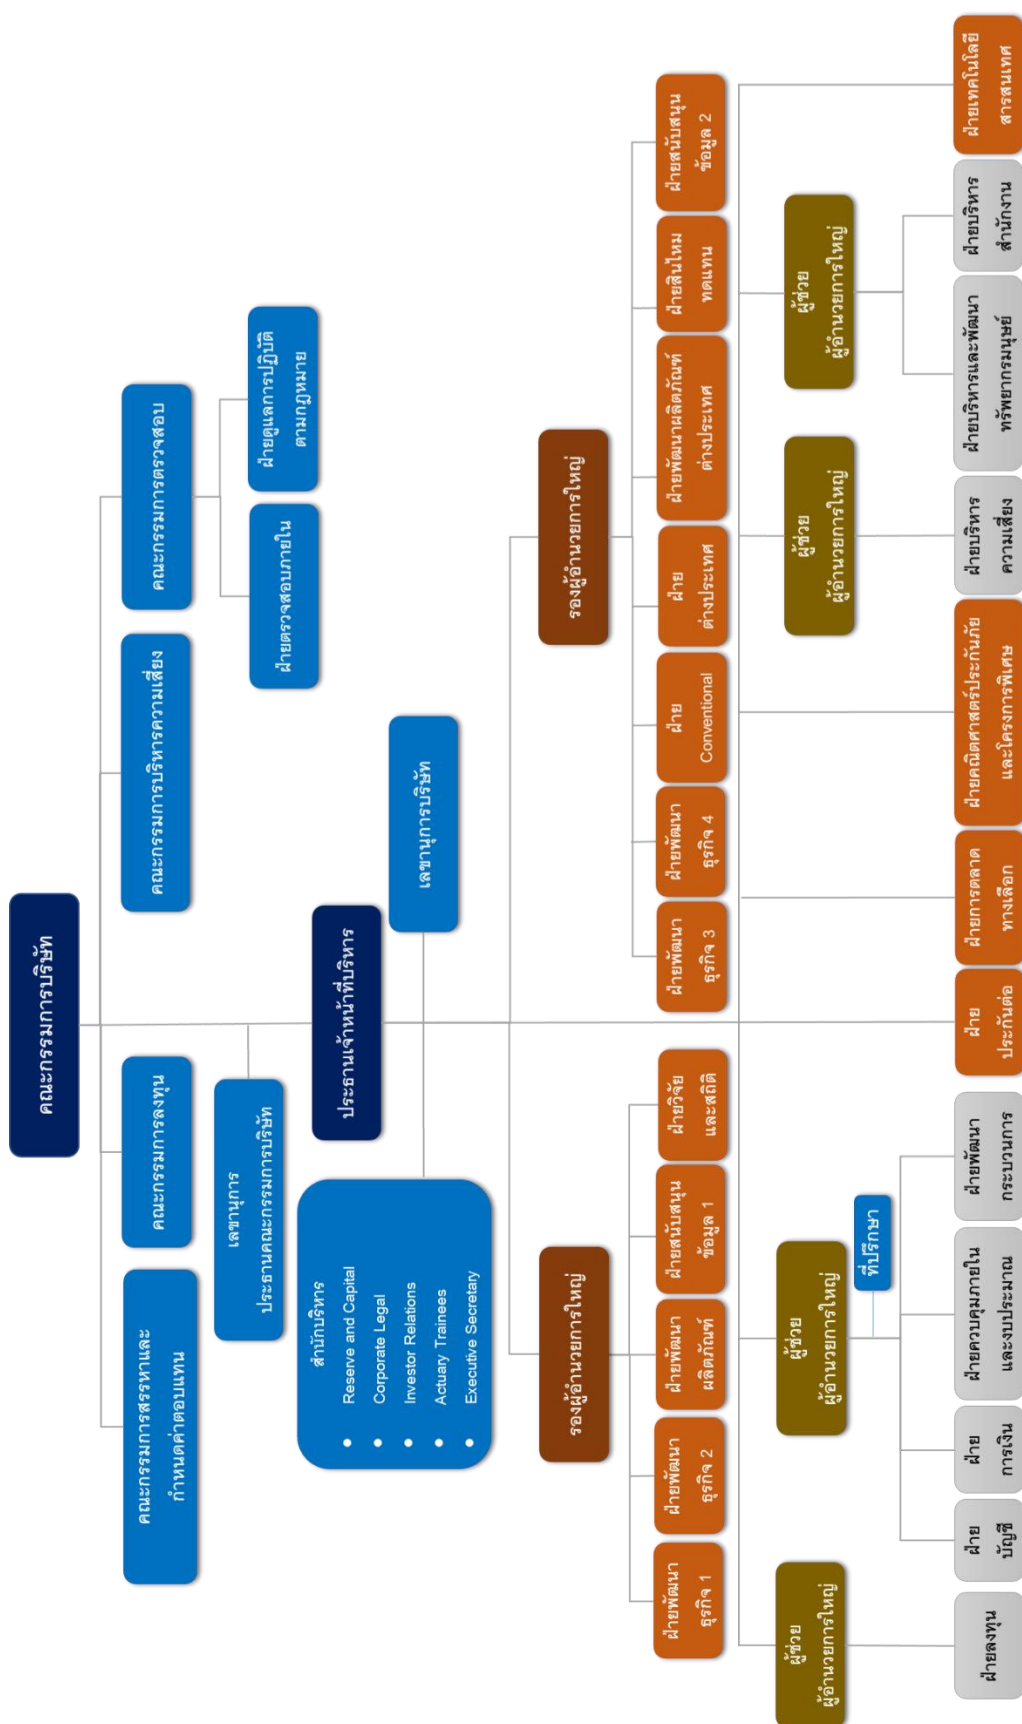 คณะกรรมการบริษัท
คณะกรรมการสรรหาและ
กำหนดค่าตอบแทน
คณะกรรมการลงทุน
คณะกรรมการบริหารความเสี่ยง
คณะกรรมการตรวจสอบ
เลขานุการ
ประธานคณะกรรมการบริษัท
ฝ่ายตรวจสอบภายใน
ฝ่ายดูแลการปฏิบัติ
ตามกฎหมาย
ประธานเจ้าหน้าที่บริหาร
สำนักบริหาร
● Reserve and Capital
● Corporate Legal
● Investor Relations
● Actuary Trainees
● Executive Secretary
เลขานุการบริษัท
รองผู้อำนวยการใหญ่
รองผู้อำนวยการใหญ่
ฝ่ายพัฒนา
ธุรกิจ 1
ฝ่ายพัฒนา
ธุรกิจ 2
ฝ่ายพัฒนา
ผลิตภัณฑ์
ฝ่ายสนับสนุน
ข้อมูล 1
ฝ่ายวิจัย
และสถิติ
ฝ่ายพัฒนา
ธุรกิจ 3
ฝ่ายพัฒนา
ธุรกิจ 4
ฝ่าย
Conventional
ฝ่าย
ต่างประเทศ
ฝ่ายพัฒนาผลิตภัณฑ์
ต่างประเทศ
ฝ่ายสินไหม
ทดแทน
ฝ่ายสนับสนุน
ข้อมูล 2
ผู้ช่วย
ผู้อำนวยการใหญ่
ผู้ช่วย
ผู้อำนวยการใหญ่
ผู้ช่วย
ผู้อำนวยการใหญ่
ผู้ช่วย
ผู้อำนวยการใหญ่
ที่ปรึกษา
ฝ่ายลงทุน
ฝ่าย
บัญชี
ฝ่าย
การเงิน
ฝ่ายควบคุมภายใน
และงบประมาณ
ฝ่ายพัฒนา
กระบวนการ
ฝ่าย
ประกันต่อ
ฝ่ายการตลาด
ทางเลือก
ฝ่ายคณิตศาสตร์ประกันภัย
และโครงการพิเศษ
ฝ่ายบริหาร
ความเสี่ยง
ฝ่ายบริหารและพัฒนา
ทรัพยากรมนุษย์
ฝ่ายบริหาร
สำนักงาน
ฝ่ายเทคโนโลยี
สารสนเทศ